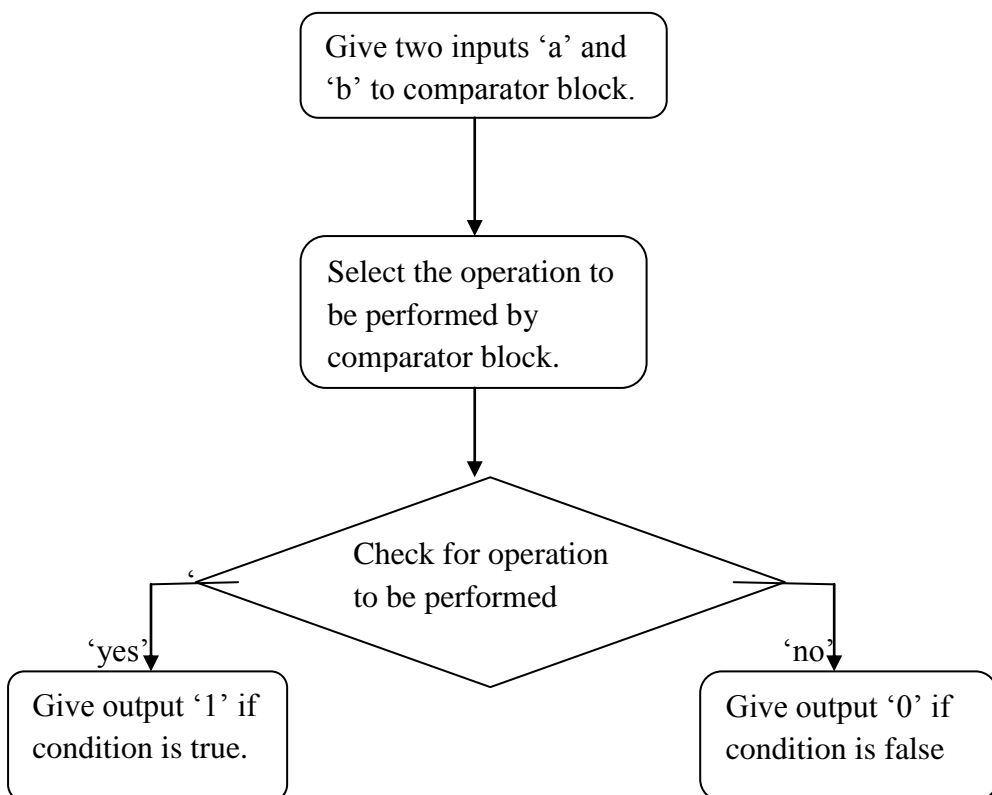 Give two inputs ‘a’ and
‘b’ to comparator block.
Select the operation to
be performed by
comparator block.
Check for operation
to be performed
‘
‘yes’
‘no’
Give output ‘1’ if
condition is true.
Give output ‘0’ if
condition is false